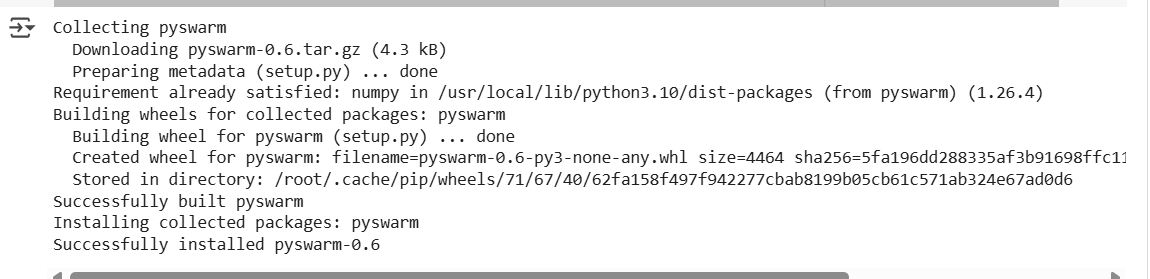 Collecting pyswarm
Downloading pyswarm-0.6.tar.gz (4.3 kB)
Preparing metadata (setup.py) ... done
Requirement already satisfied: numpy in /usr/local/lib/python3.10/dist-packages (from pyswarm) (1.26.4)
Building wheels for collected packages: pyswarm
Building wheel for pyswarm (setup.py) ... done
Created wheel for pyswarm: filename=pyswarm-0.6-py3-none-any.whl size=4464 sha256=5fa196dd288335af3b91698ffc11
Stored in directory: /root/.cache/pip/wheels/71/67/40/62fa158f497f942277cbab8199b05cb61c571ab324e67ad0d6
Successfully built pyswarm
Installing collected packages: pyswarm
Successfully installed pyswarm-0.6